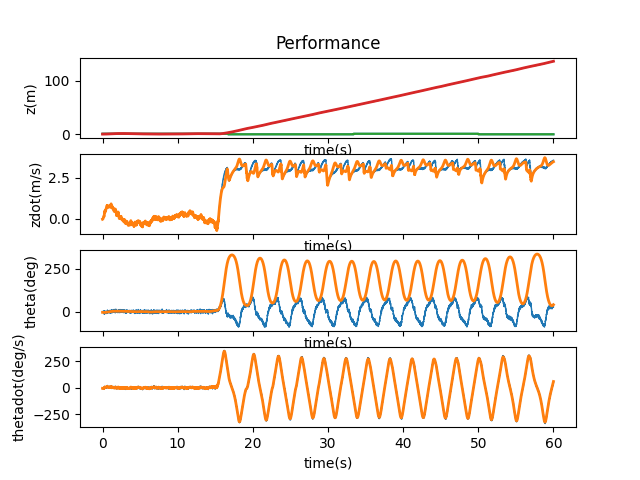 Performance
z(m)
100
0
time(s)
zdot(m/s)
2.5
0.0
time(s)
theta(deg)
250
0
time(s)
thetadot(deg/s)
250
0
−250
0 10 20 30 40 50 60
time(s)